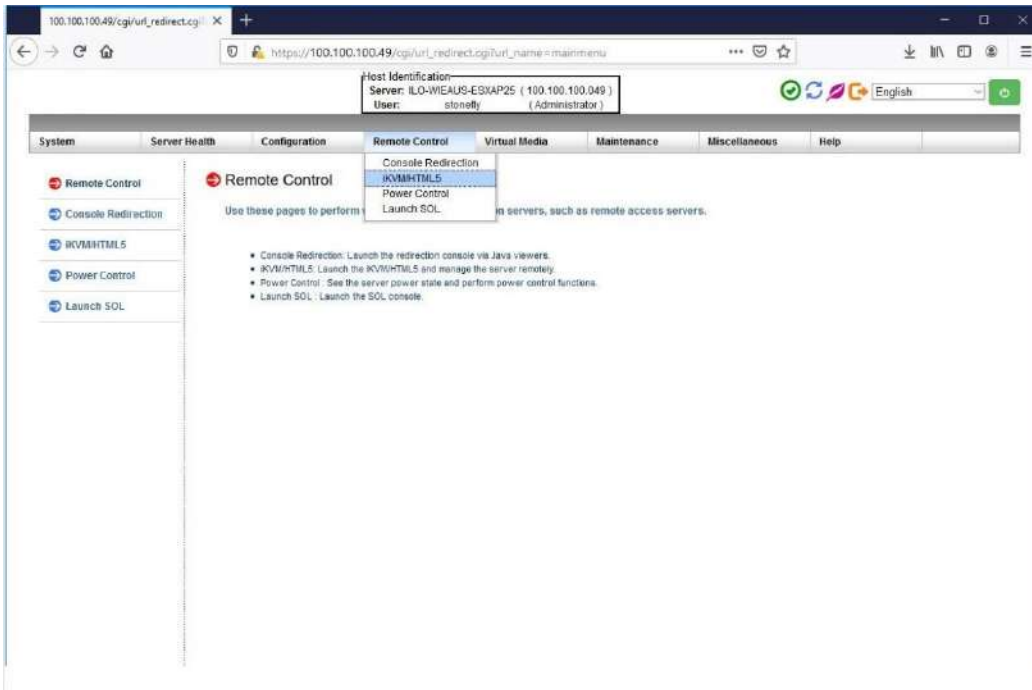 100.100.100.49/cgi/url_redirect.cgi
https://100.100.100.49/cgi/url_redirect.cgi?url_name=mainmenu
Host Identification
Server: ILO-WIEAUS-ESXAP25 ( 100.100.100.049 )
User: stonefly ( Administrator )
English
System Server Health Configuration Remote Control Virtual Media Maintenance Miscellaneous Help
Console Redirection
iKVM/HTML5
Power Control
Launch SOL
Remote Control
Console Redirection
iKVM/HTML5
Power Control
Launch SOL
Remote Control
Use these pages to perform on servers, such as remote access servers.
Console Redirection: Launch the redirection console via Java viewers.
iKVM/HTML5: Launch the iKVM/HTML5 and manage the server remotely.
Power Control : See the server power state and perform power control functions.
Launch SOL : Launch the SOL console.